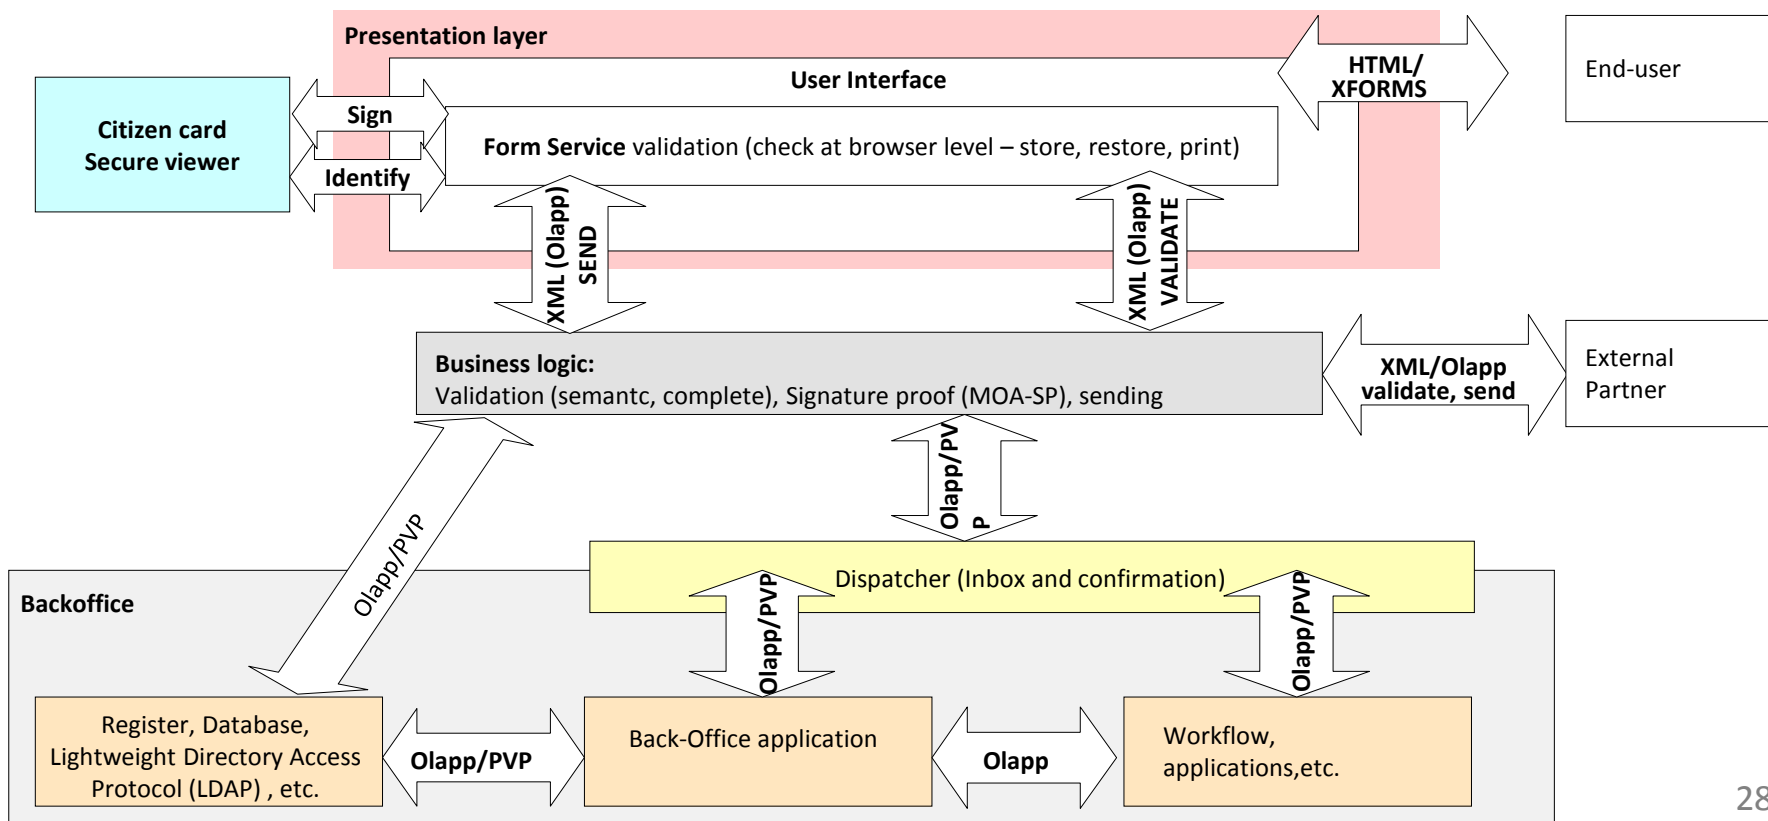 Presentation layer
User Interface
HTML/
XFORMS
End-user
Citizen card
Secure viewer
Sign
Identify
Form Service validation (check at browser level – store, restore, print)
XML (Olapp)
SEND
XML (Olapp)
VALIDATE
Business logic:
Validation (semantc, complete), Signature proof (MOA-SP), sending
XML/Olapp
validate, send
External
Partner
Olapp/PVP
Olapp/PV
P
Dispatcher (Inbox and confirmation)
Backoffice
Olapp/PVP
Olapp/PVP
Register, Database,
Lightweight Directory Access
Protocol (LDAP) , etc.
Olapp/PVP
Back-Office application
Olapp
Workflow,
applications,etc.
28